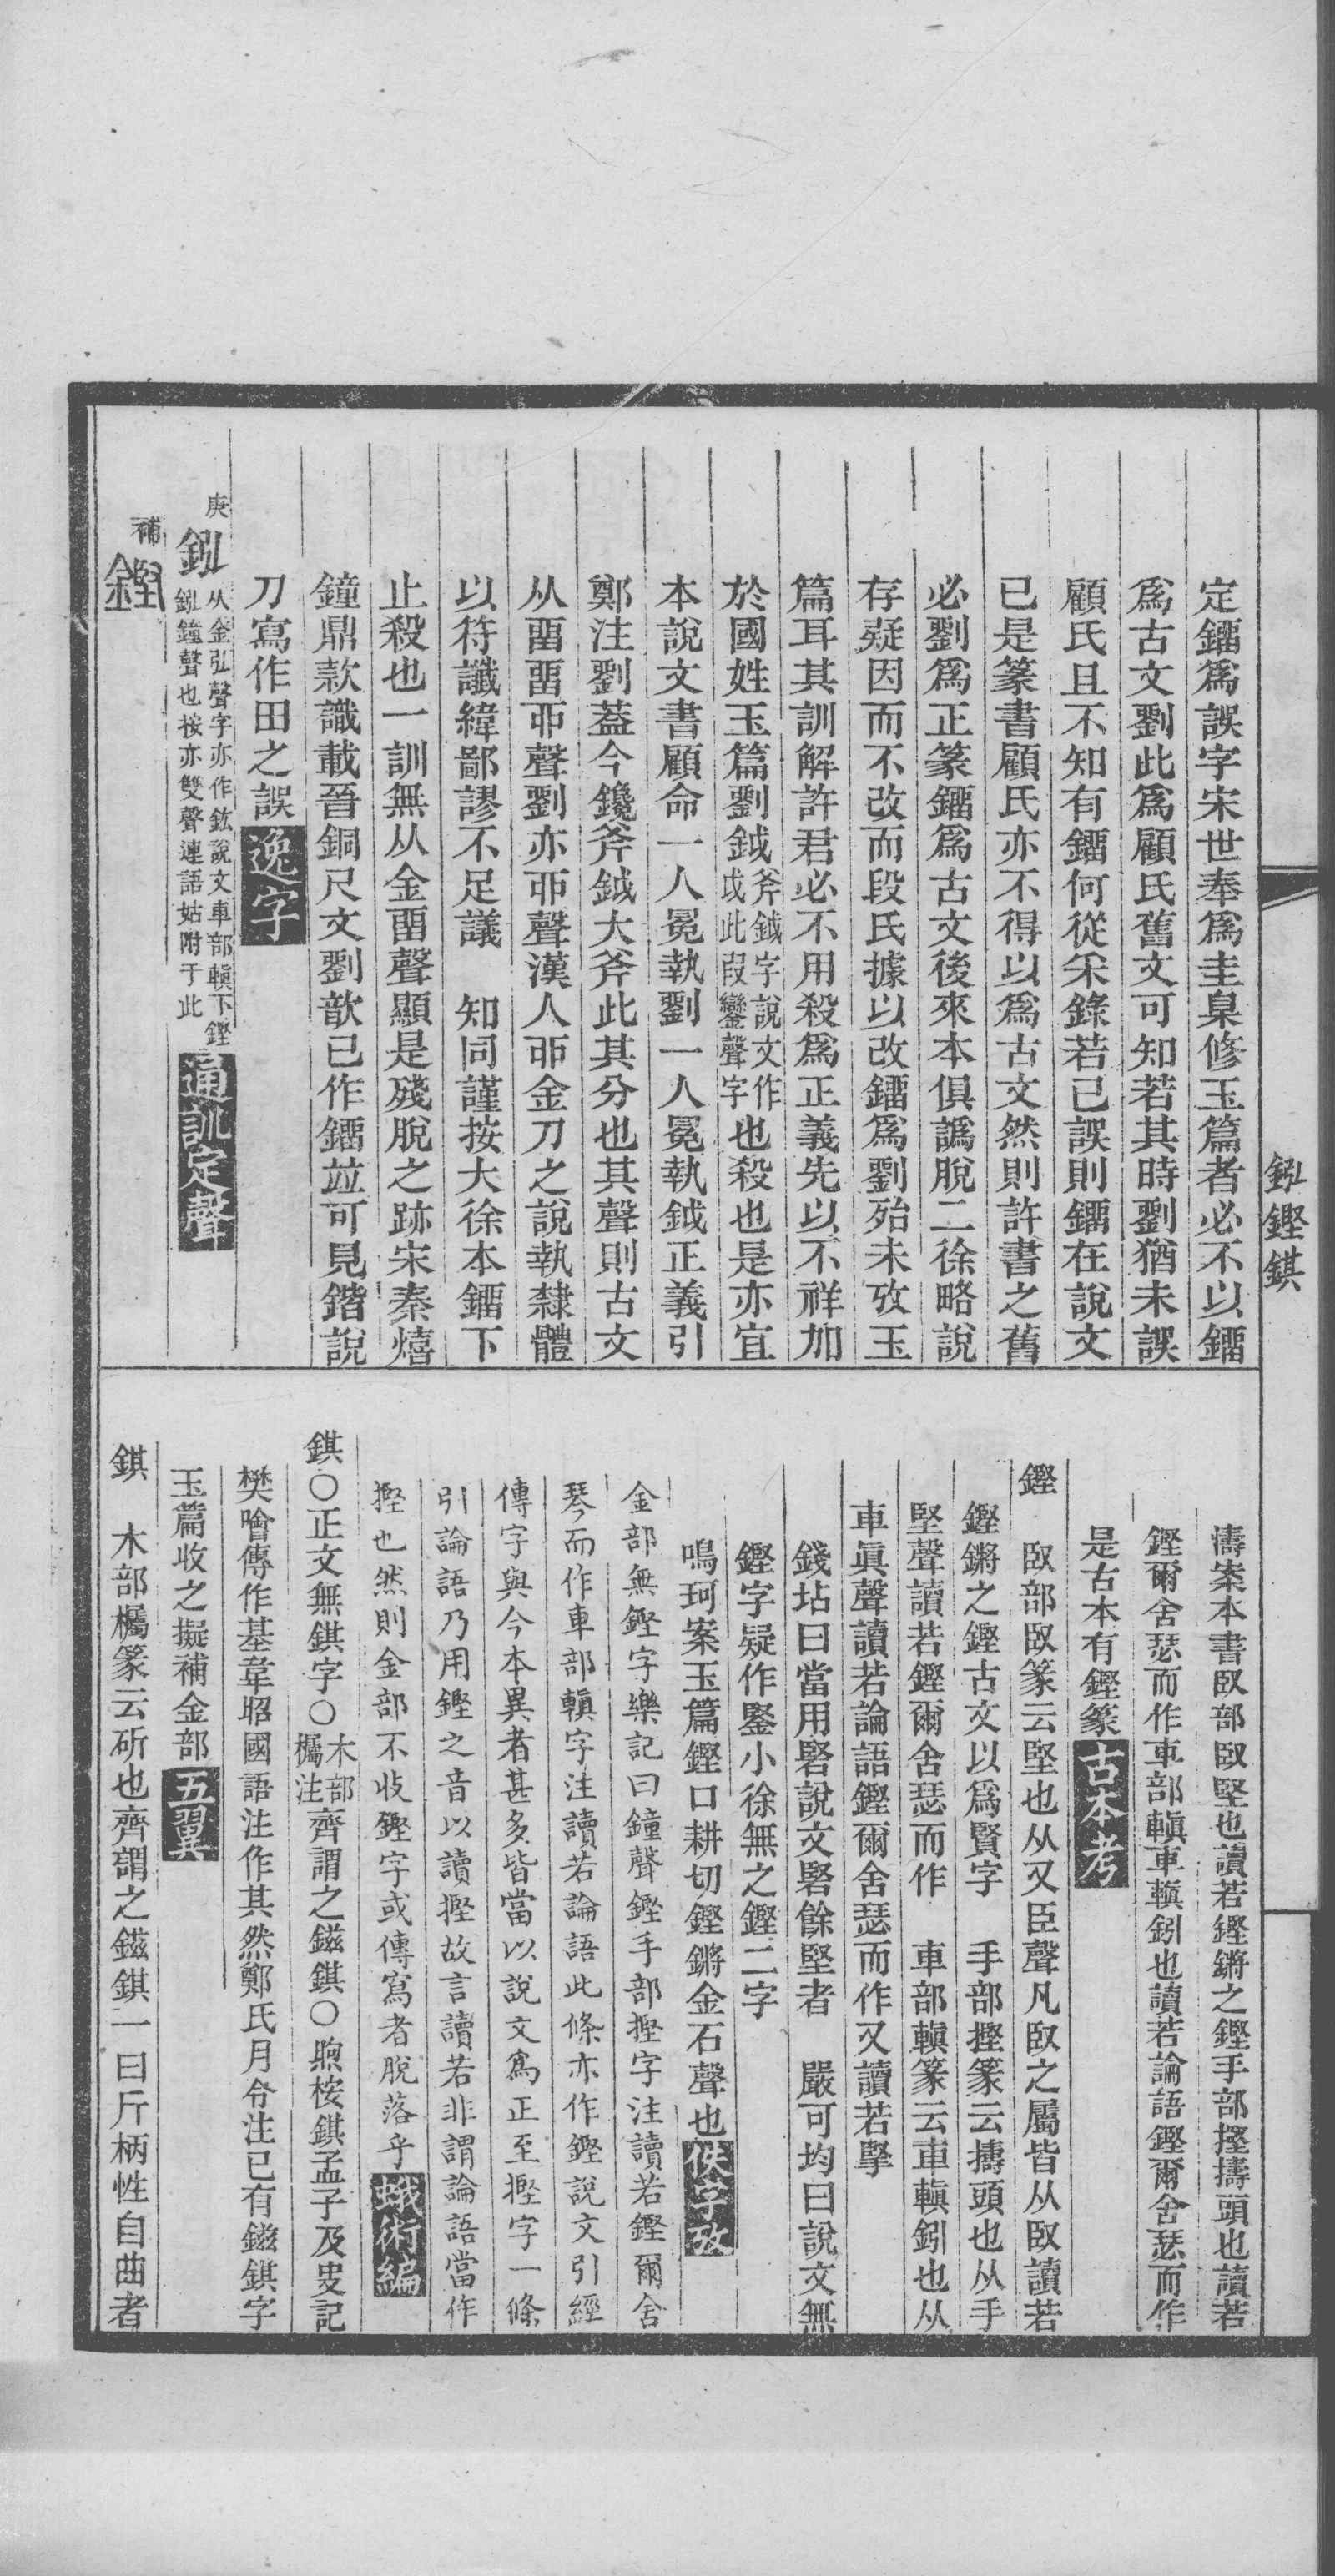 鈏鏗錤
定鐂爲誤字宋世奉爲圭臬修玉篇者必不以鐂
爲古文劉此爲顧氏舊文可知若其時劉猶未誤
顧氏且不知有鐂何從采錄若已誤則鐂在說文
已是篆書顧氏亦不得以爲古文然則許書之舊
必劉爲正篆鐂爲古文後來本俱譌脫二徐略說
存疑因而不改而段氏據以改鐂爲劉殆未攷玉
篇耳其訓解許君必不用殺爲正義先以不祥加
於國姓玉篇劉鉞斧鉞字說文作戉此叚鑾聲字也殺也是亦宜
本說文書顧命一人冕執劉一人冕執鉞正義引
鄭注劉蓋今鑱斧鉞大斧此其分也其聲則古文
从畱畱丣聲劉亦丣聲漢人丣金刀之說執隸體
以符讖緯鄙謬不足議　知同謹按大徐本鐂下
止殺也一訓無从金畱聲顯是殘脫之跡宋秦熺
鐘鼎款識載晉銅尺文劉歆已作鐂竝可見鍇說
刀寫作田之誤逸字
庚 鈏 从金弘聲字亦作鈜說文車部轒下鏗鈏鐘聲也按亦雙聲連語姑附于此 通訓定聲
補 鏗
濤案本書臤部臤堅也讀若鏗鏘之鏗手部摼擣頭也讀若
鏗爾舍瑟而作車部轒車轒釖也讀若論語鏗爾舍瑟而作
是古本有鏗篆古本考
鏗　臤部臤篆云堅也从又臣聲凡臤之屬皆从臤讀若
鏗鏘之鏗古文以爲賢字　手部摼篆云擣頭也从手
堅聲讀若鏗爾舍瑟而作　車部轒篆云車轒釖也从
車眞聲讀若論語鏗爾舍瑟而作又讀若掔
錢坫曰當用硻說文硻餘堅者　嚴可均曰說文無
鏗字疑作鋻小徐無之鏗二字
鳴珂案玉篇鏗口耕切鏗鏘金石聲也佚字攷
金部無鏗字樂記曰鐘聲鏗手部摼字注讀若鏗爾舍
琴而作車部轒字注讀若論語此條亦作鏗說文引經
傳字與今本異者甚多皆當以說文爲正至摼字一條
引論語乃用鏗之音以讀摼故言讀若非謂論語當作
摼也然則金部不收鏗字或傳寫者脫落乎蛾術編
錤〇正文無錤字〇木部欘注齊謂之鎡錤〇煦桉錤孟子及史記
樊噲傳作基韋昭國語注作其然鄭氏月令注已有鎡錤字
玉篇收之擬補金部五翼
錤　木部欘篆云斫也齊謂之鎡錤一曰斤柄性自曲者